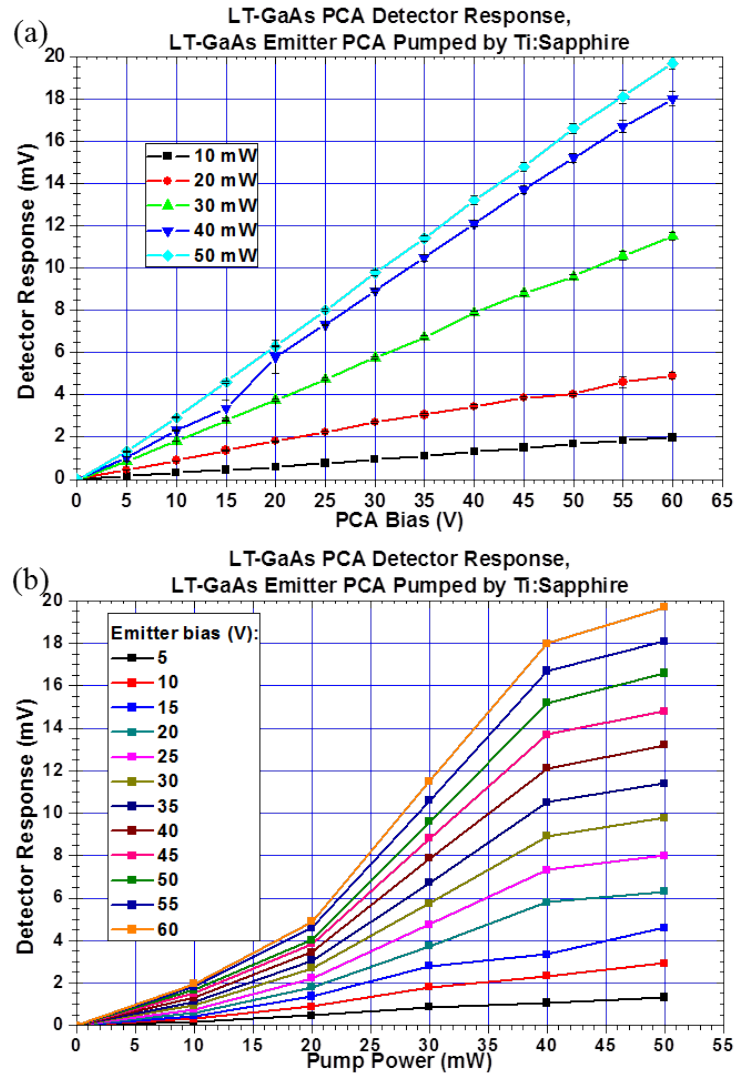 (a)
LT-GaAs PCA Detector Response,
LT-GaAs Emitter PCA Pumped by Ti:Sapphire
Detector Response (mV)
20
18
16
14
12
10
8
6
4
2
0
10 mW
20 mW
30 mW
40 mW
50 mW
0 5 10 15 20 25 30 35 40 45 50 55 60 65
PCA Bias (V)
(b)
LT-GaAs PCA Detector Response,
LT-GaAs Emitter PCA Pumped by Ti:Sapphire
Detector Response (mV)
20
18
16
14
12
10
8
6
4
2
0
Emitter bias (V):
5
10
15
20
25
30
35
40
45
50
55
60
0 5 10 15 20 25 30 35 40 45 50 55
Pump Power (mW)